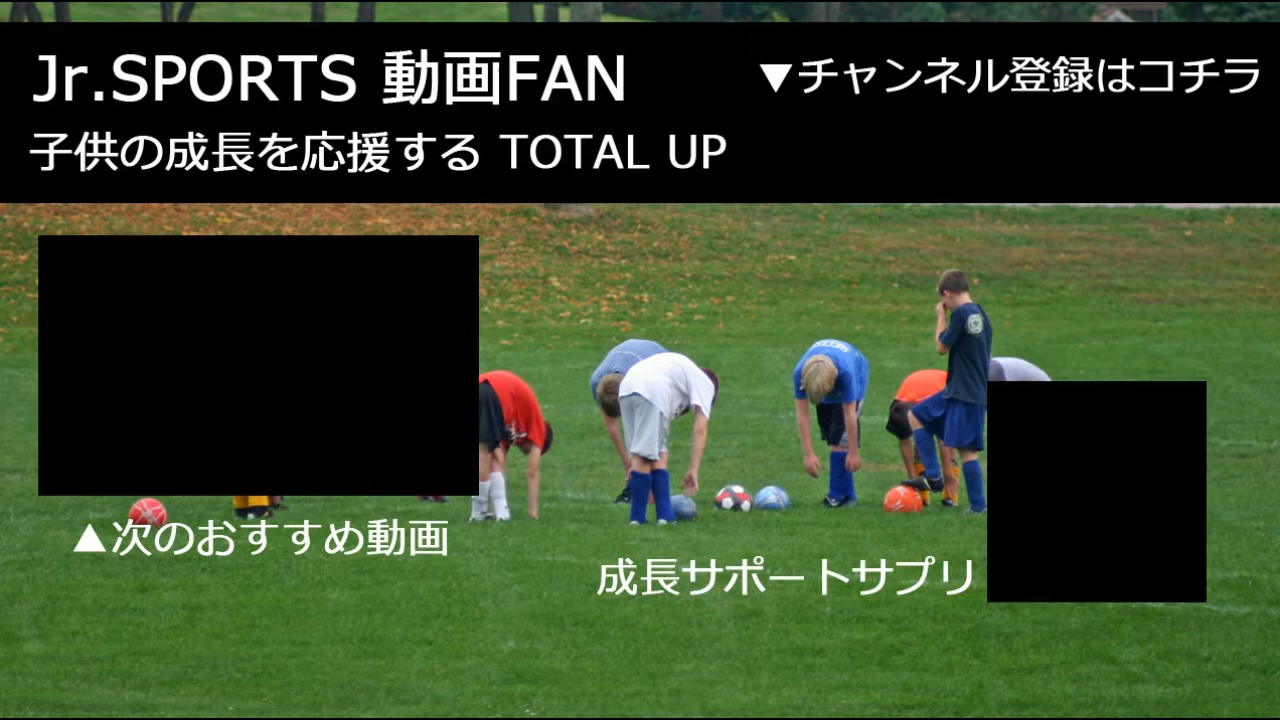 Jr.SPORTS 動画FAN
▼チャンネル登録はコチラ
子供の成長を応援する TOTAL UP
▲次のおすすめ動画
成長サポートサプリ